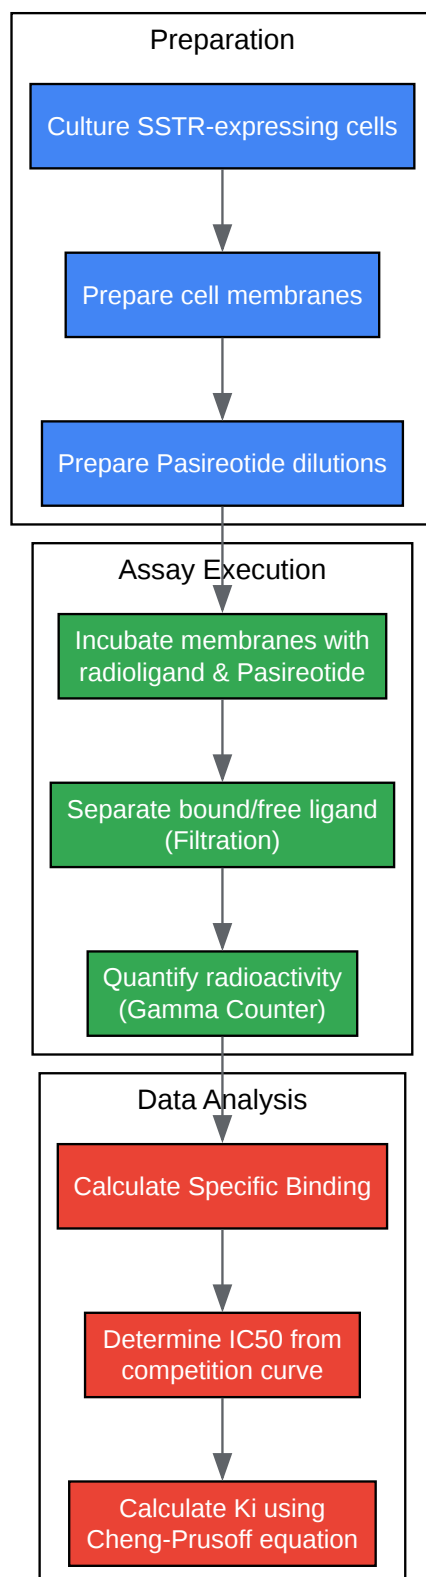 Preparation
Culture SSTR-expressing cells
Prepare cell membranes
Prepare Pasireotide dilutions
Assay Execution
Incubate membranes with
radioligand & Pasireotide
Separate bound/free ligand
(Filtration)
Quantify radioactivity
(Gamma Counter)
Data Analysis
Calculate Specific Binding
Determine IC50 from
competition curve
Calculate Ki using
Cheng-Prusoff equation